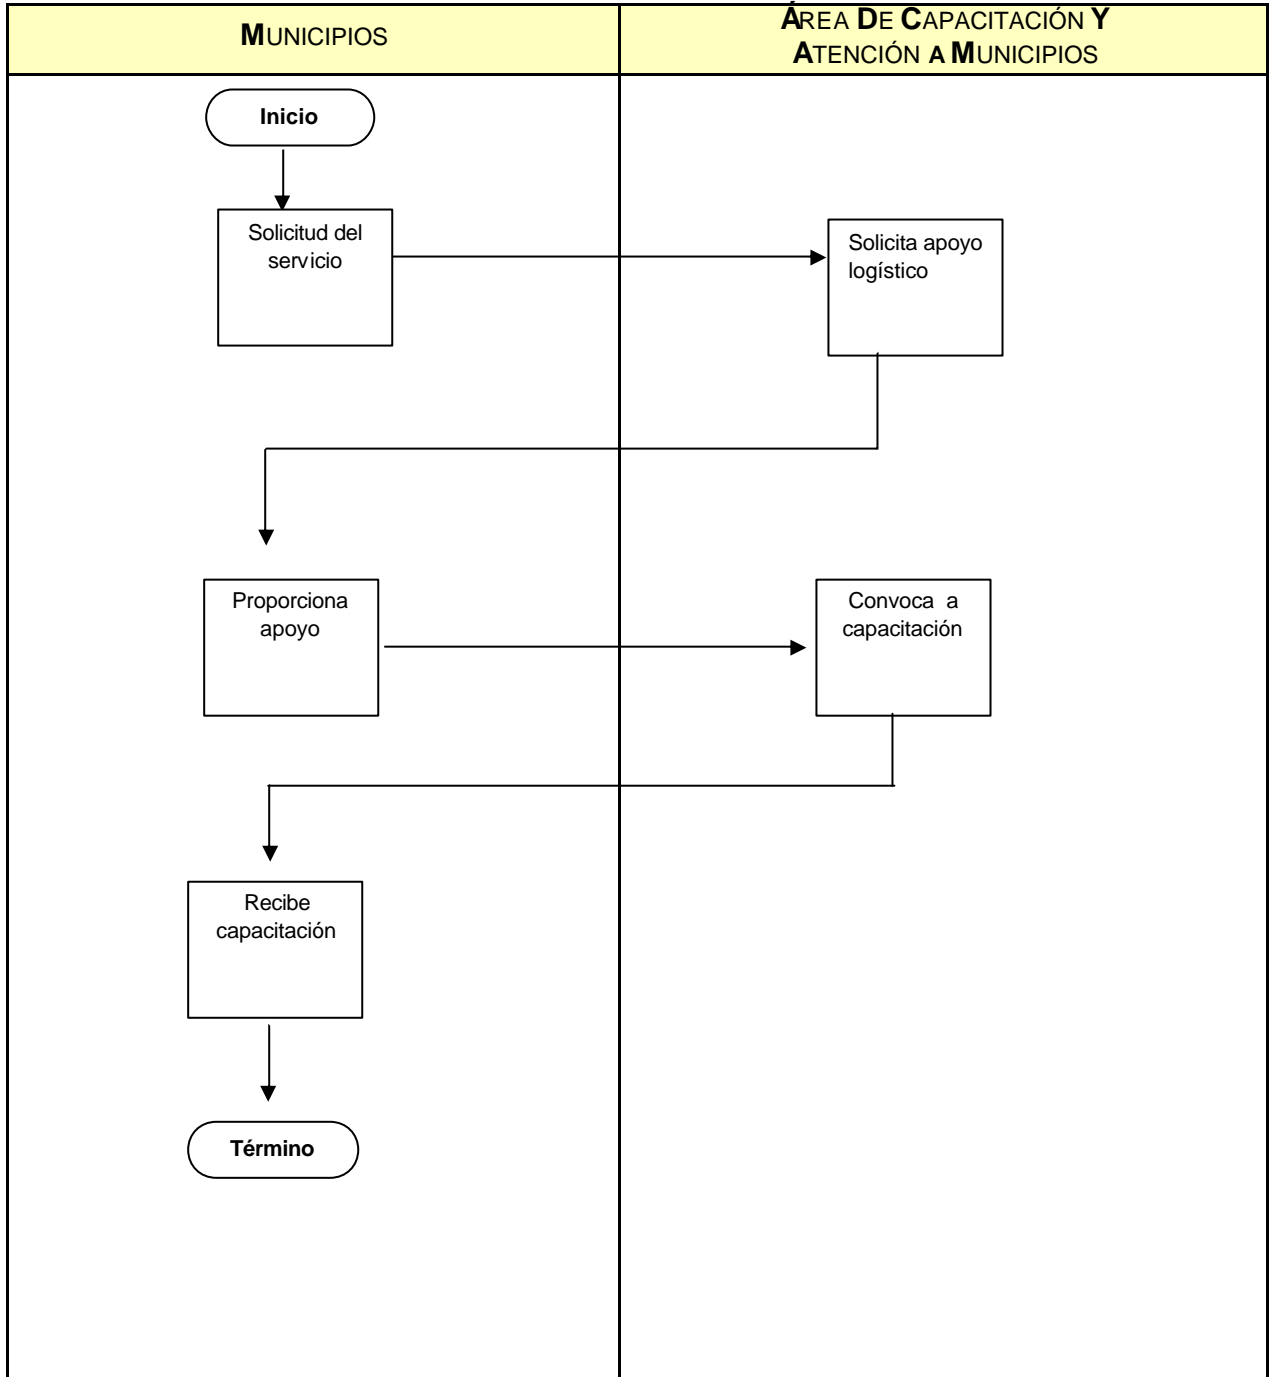 MUNICIPIOS
ÁREA DE CAPACITACIÓN Y
ATENCIÓN A MUNICIPIOS
Inicio
Solicitud del
servicio
Solicita apoyo
logístico
Proporciona
apoyo
Convoca a
capacitación
Recibe
capacitación
Término